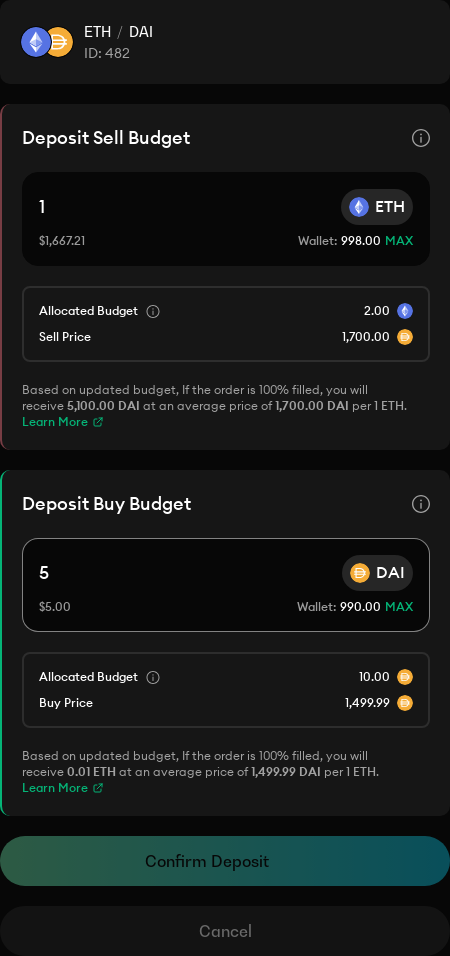 ETH / DAI
ID: 482
Deposit Sell Budget
1
ETH
$1,667.21
Wallet: 998.00 MAX
Allocated Budget
2.00
Sell Price
1,700.00
Based on updated budget, If the order is 100% filled, you will
receive 5,100.00 DAI at an average price of 1,700.00 DAI per 1 ETH.
Learn More
Deposit Buy Budget
5
DAI
$5.00
Wallet: 990.00 MAX
Allocated Budget
10.00
Buy Price
1,499.99
Based on updated budget, If the order is 100% filled, you will
receive 0.01 ETH at an average price of 1,499.99 DAI per 1 ETH.
Learn More
Confirm Deposit
Cancel